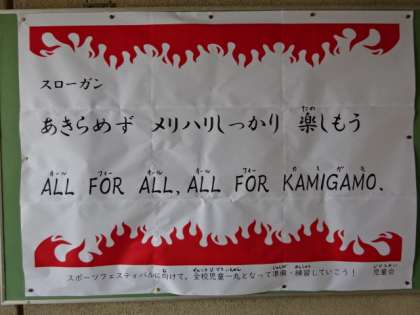 スローガン
あきらめず メリハリしっかり 楽しもう
ALL FOR ALL, ALL FOR KAMIGAMO.
スポーツフェスティバルに向けて、全校児童一丸となって準備・練習していこう! 児童会